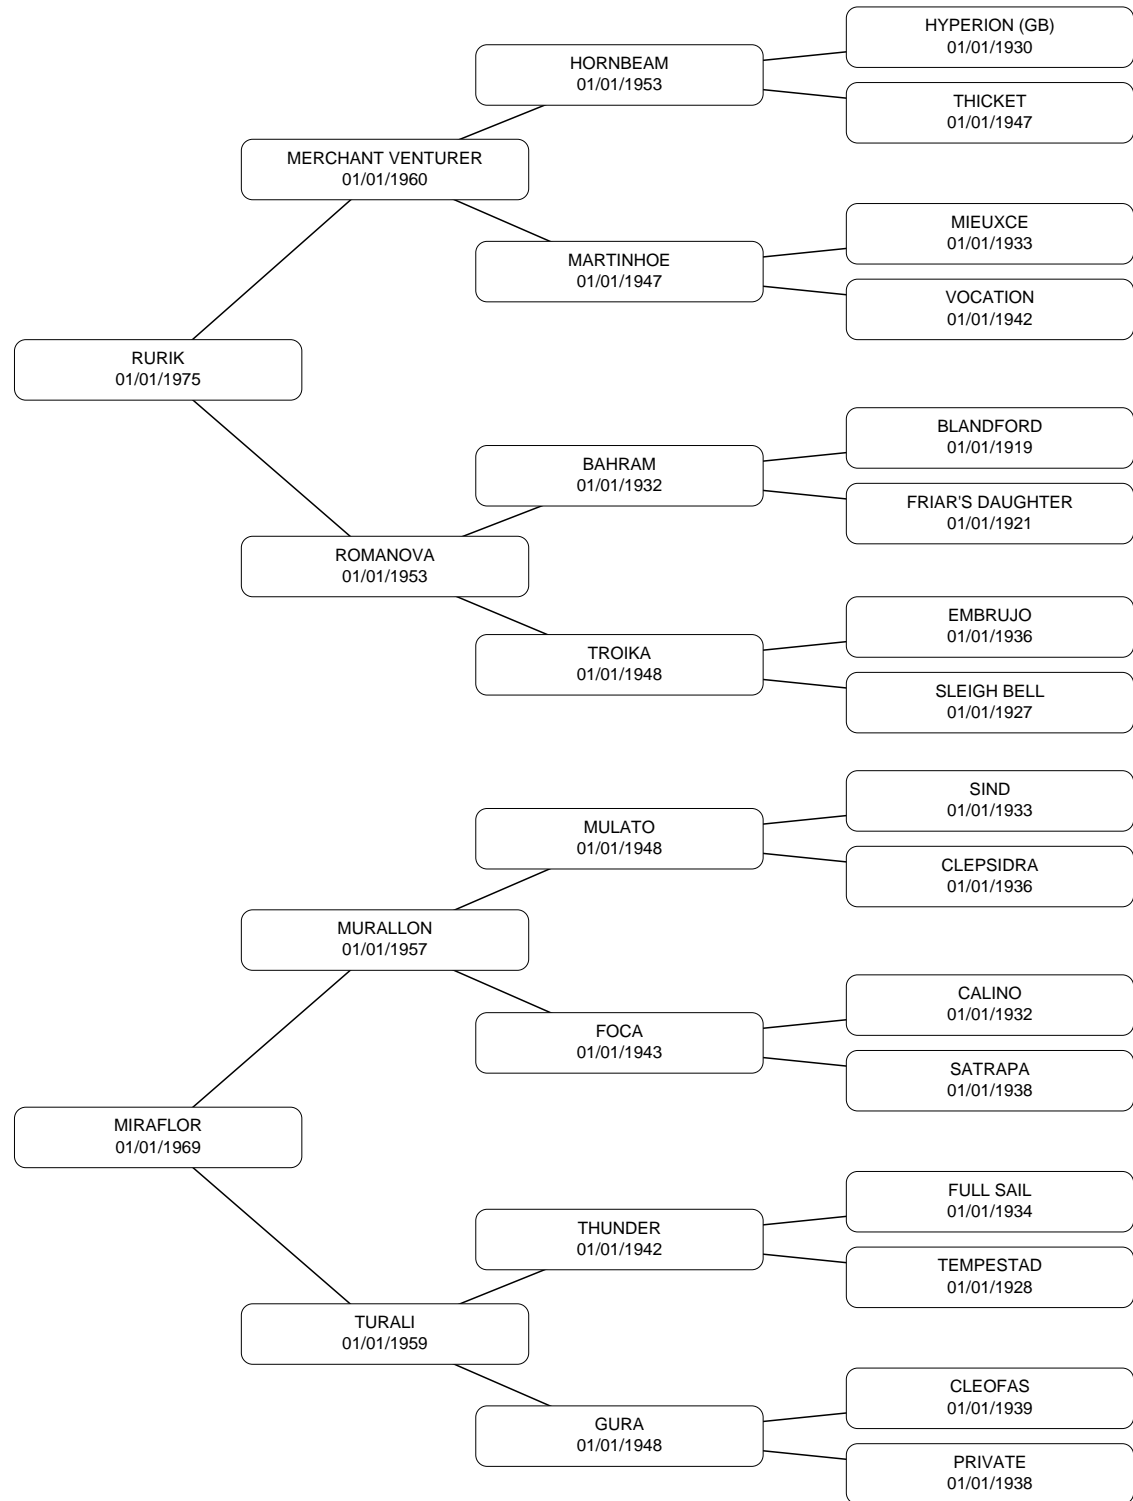 HYPERION (GB)
01/01/1930
HORNBEAM
01/01/1953
THICKET
01/01/1947
MERCHANT VENTURER
01/01/1960
MIEUXCE
01/01/1933
MARTINHOE
01/01/1947
VOCATION
01/01/1942
RURIK
01/01/1975
BLANDFORD
01/01/1919
BAHRAM
01/01/1932
FRIAR'S DAUGHTER
01/01/1921
ROMANOVA
01/01/1953
EMBRUJO
01/01/1936
TROIKA
01/01/1948
SLEIGH BELL
01/01/1927
SIND
01/01/1933
MULATO
01/01/1948
CLEPSIDRA
01/01/1936
MURALLON
01/01/1957
CALINO
01/01/1932
FOCA
01/01/1943
SATRAPA
01/01/1938
MIRAFLOR
01/01/1969
FULL SAIL
01/01/1934
THUNDER
01/01/1942
TEMPESTAD
01/01/1928
TURALI
01/01/1959
CLEOFAS
01/01/1939
GURA
01/01/1948
PRIVATE
01/01/1938